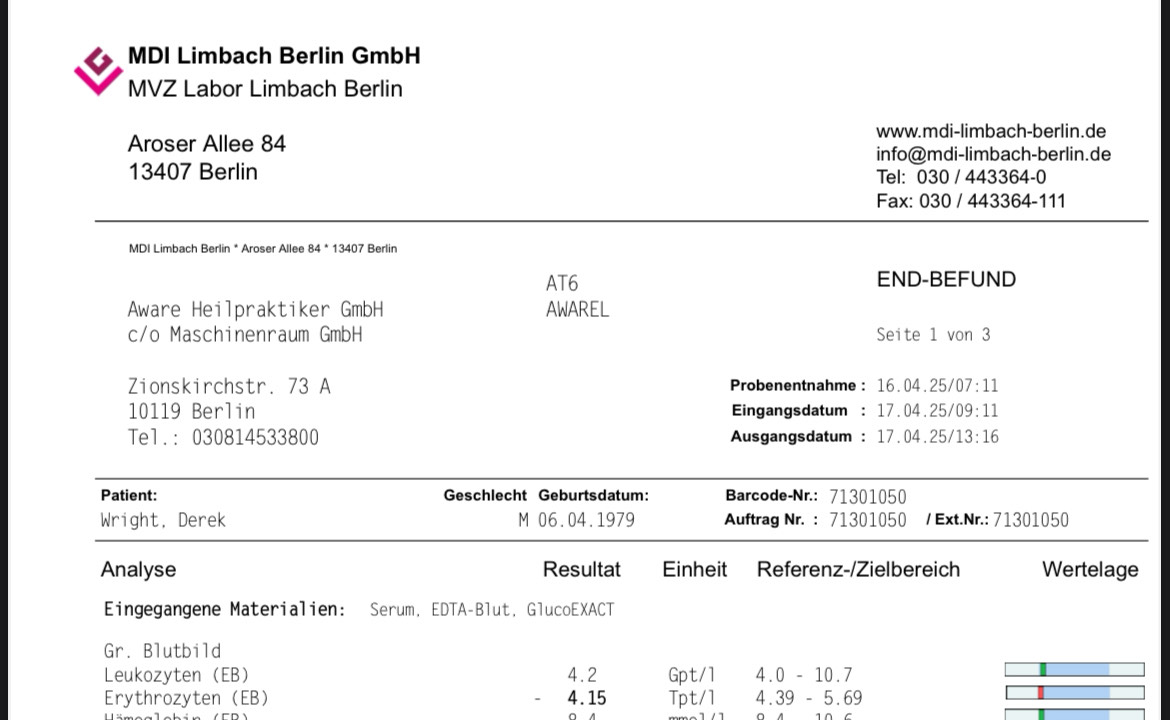 MDI Limbach Berlin GmbH
MVZ Labor Limbach Berlin
Aroser Allee 84
13407 Berlin
www.mdi-limbach-berlin.de
info@mdi-limbach-berlin.de
Tel: 030 / 443364-0
Fax: 030 / 443364-111
MDI Limbach Berlin * Aroser Allee 84 * 13407 Berlin
AT6
AWAREL
END-BEFUND
Aware Heilpraktiker GmbH
c/o Maschinenraum GmbH
Seite 1 von 3
Zionskirchstr. 73 A
10119 Berlin
Tel.: 030814533800
Probenentnahme : 16.04.25/07:11
Eingangsdatum : 17.04.25/09:11
Ausgangsdatum : 17.04.25/13:16
Patient: Geschlecht Geburtsdatum: Barcode-Nr.: 71301050
Wright, Derek M 06.04.1979 Auftrag Nr. : 71301050 / Ext.Nr.: 71301050
Analyse Resultat Einheit Referenz-/Zielbereich Wertelage
Eingegangene Materialien: Serum, EDTA-Blut, GlucoEXACT
Gr. Blutbild
Leukozyten (EB) 4.2 Gpt/l 4.0 - 10.7
Erythrozyten (EB) - 4.15 Tpt/l 4.39 - 5.69